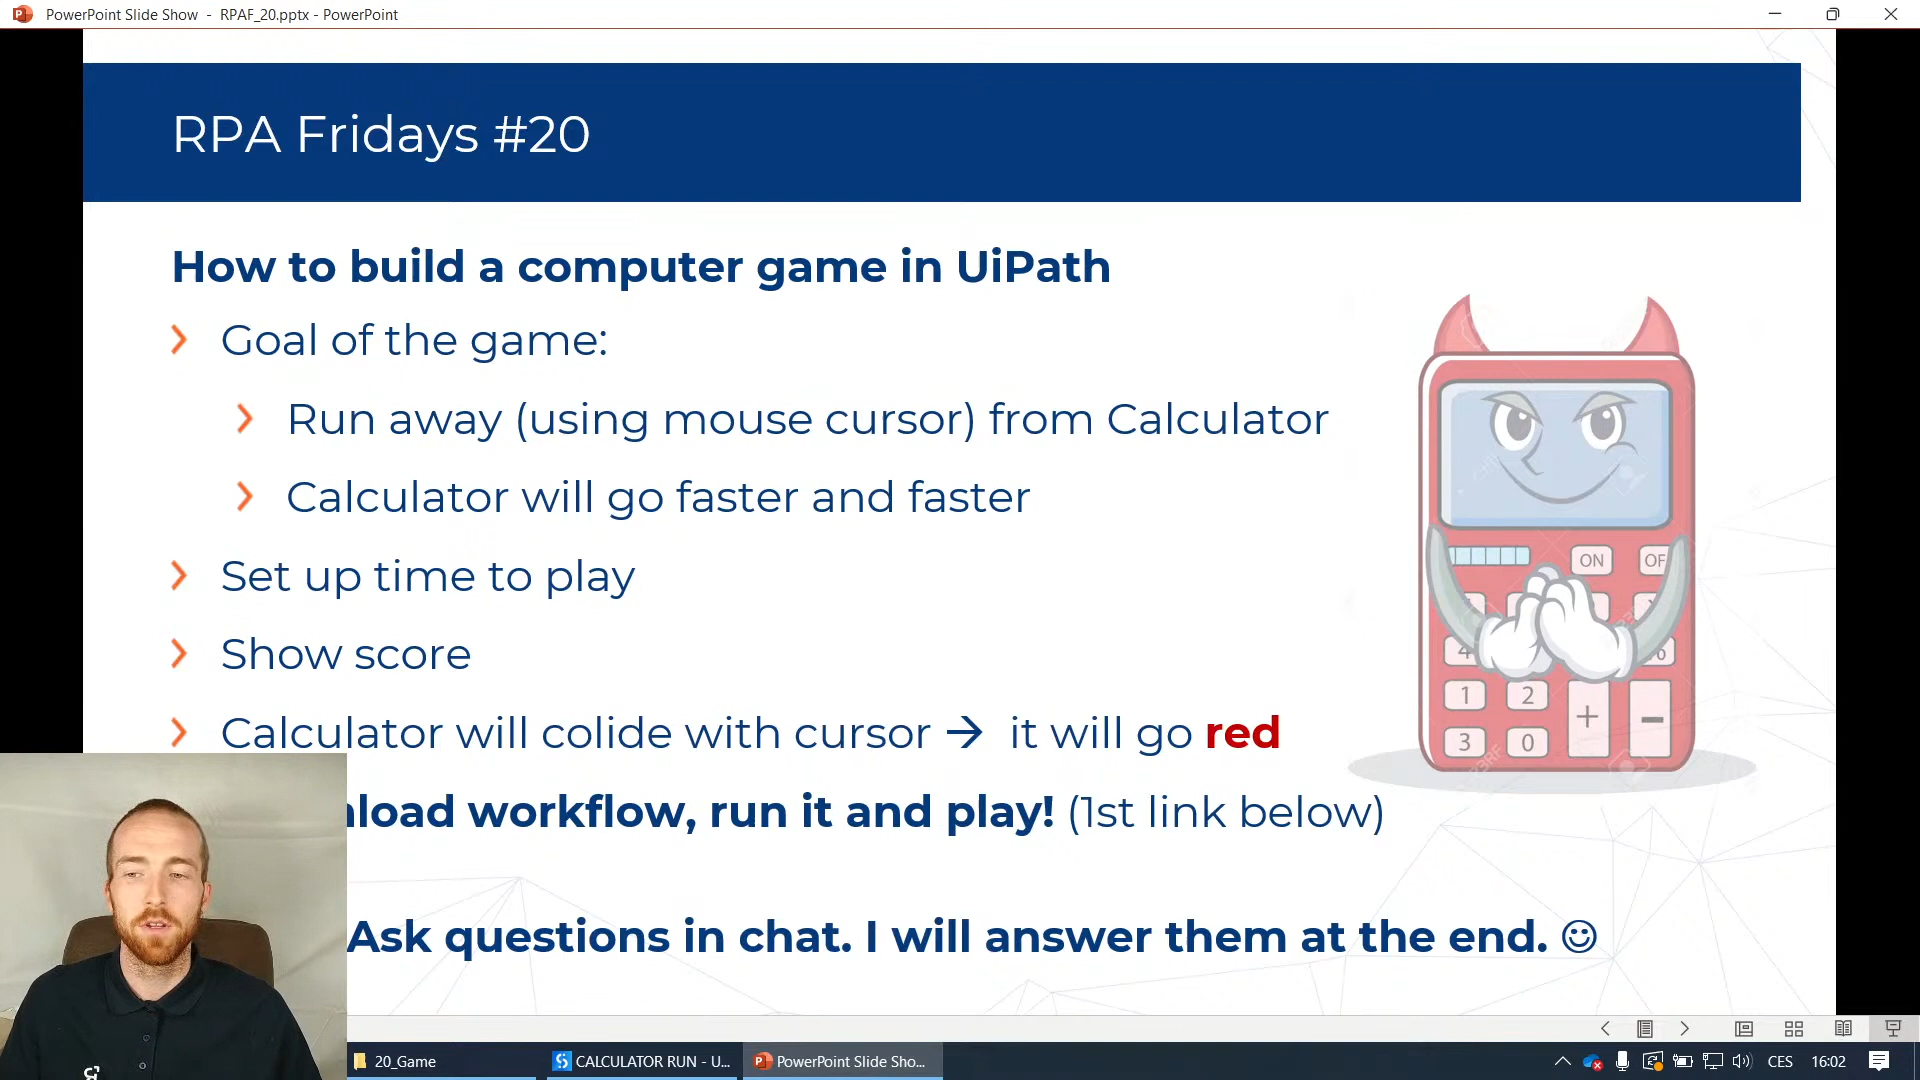 PowerPoint Slide Show - RPAF_20.pptx - PowerPoint
RPA Fridays #20
How to build a computer game in UiPath
Goal of the game:
Run away (using mouse cursor) from Calculator
Calculator will go faster and faster
Set up time to play
Show score
Calculator will colide with cursor → it will go red
load workflow, run it and play! (1st link below)
Ask questions in chat. I will answer them at the end. ☺
ON
OF
4
%
1 2 + −
3 0
20_Game
CALCULATOR RUN - U...
PowerPoint Slide Sho...
CES
16:02